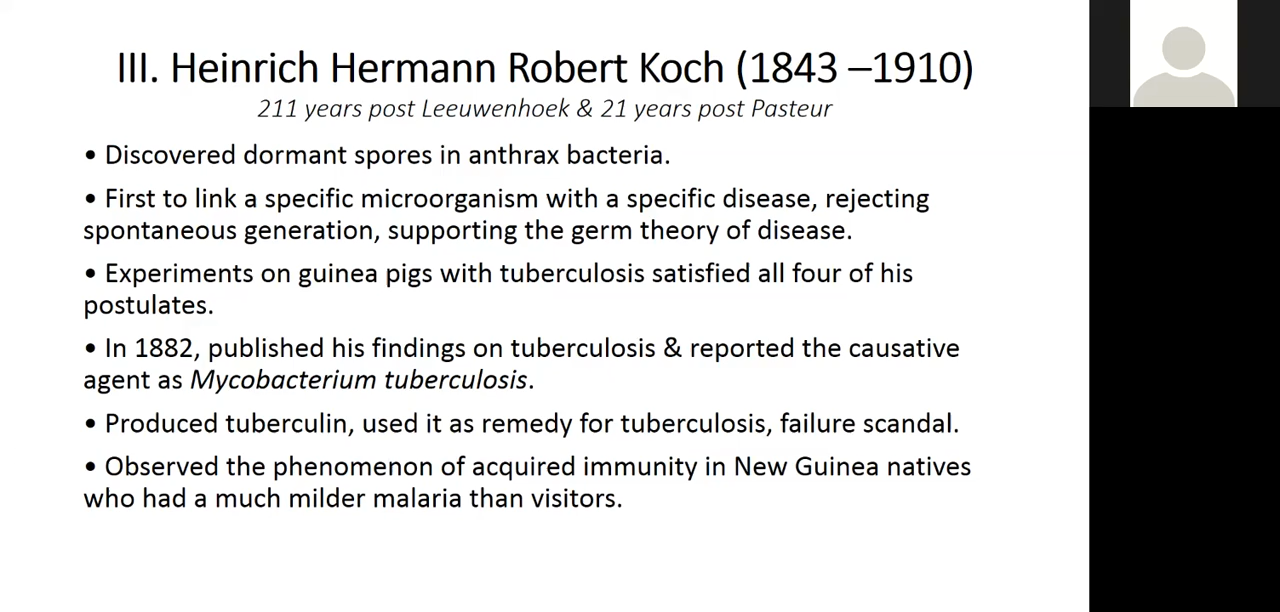 III. Heinrich Hermann Robert Koch (1843 –1910)
211 years post Leeuwenhoek & 21 years post Pasteur
• Discovered dormant spores in anthrax bacteria.
• First to link a specific microorganism with a specific disease, rejecting
spontaneous generation, supporting the germ theory of disease.
• Experiments on guinea pigs with tuberculosis satisfied all four of his
postulates.
• In 1882, published his findings on tuberculosis & reported the causative
agent as Mycobacterium tuberculosis.
• Produced tuberculin, used it as remedy for tuberculosis, failure scandal.
• Observed the phenomenon of acquired immunity in New Guinea natives
who had a much milder malaria than visitors.